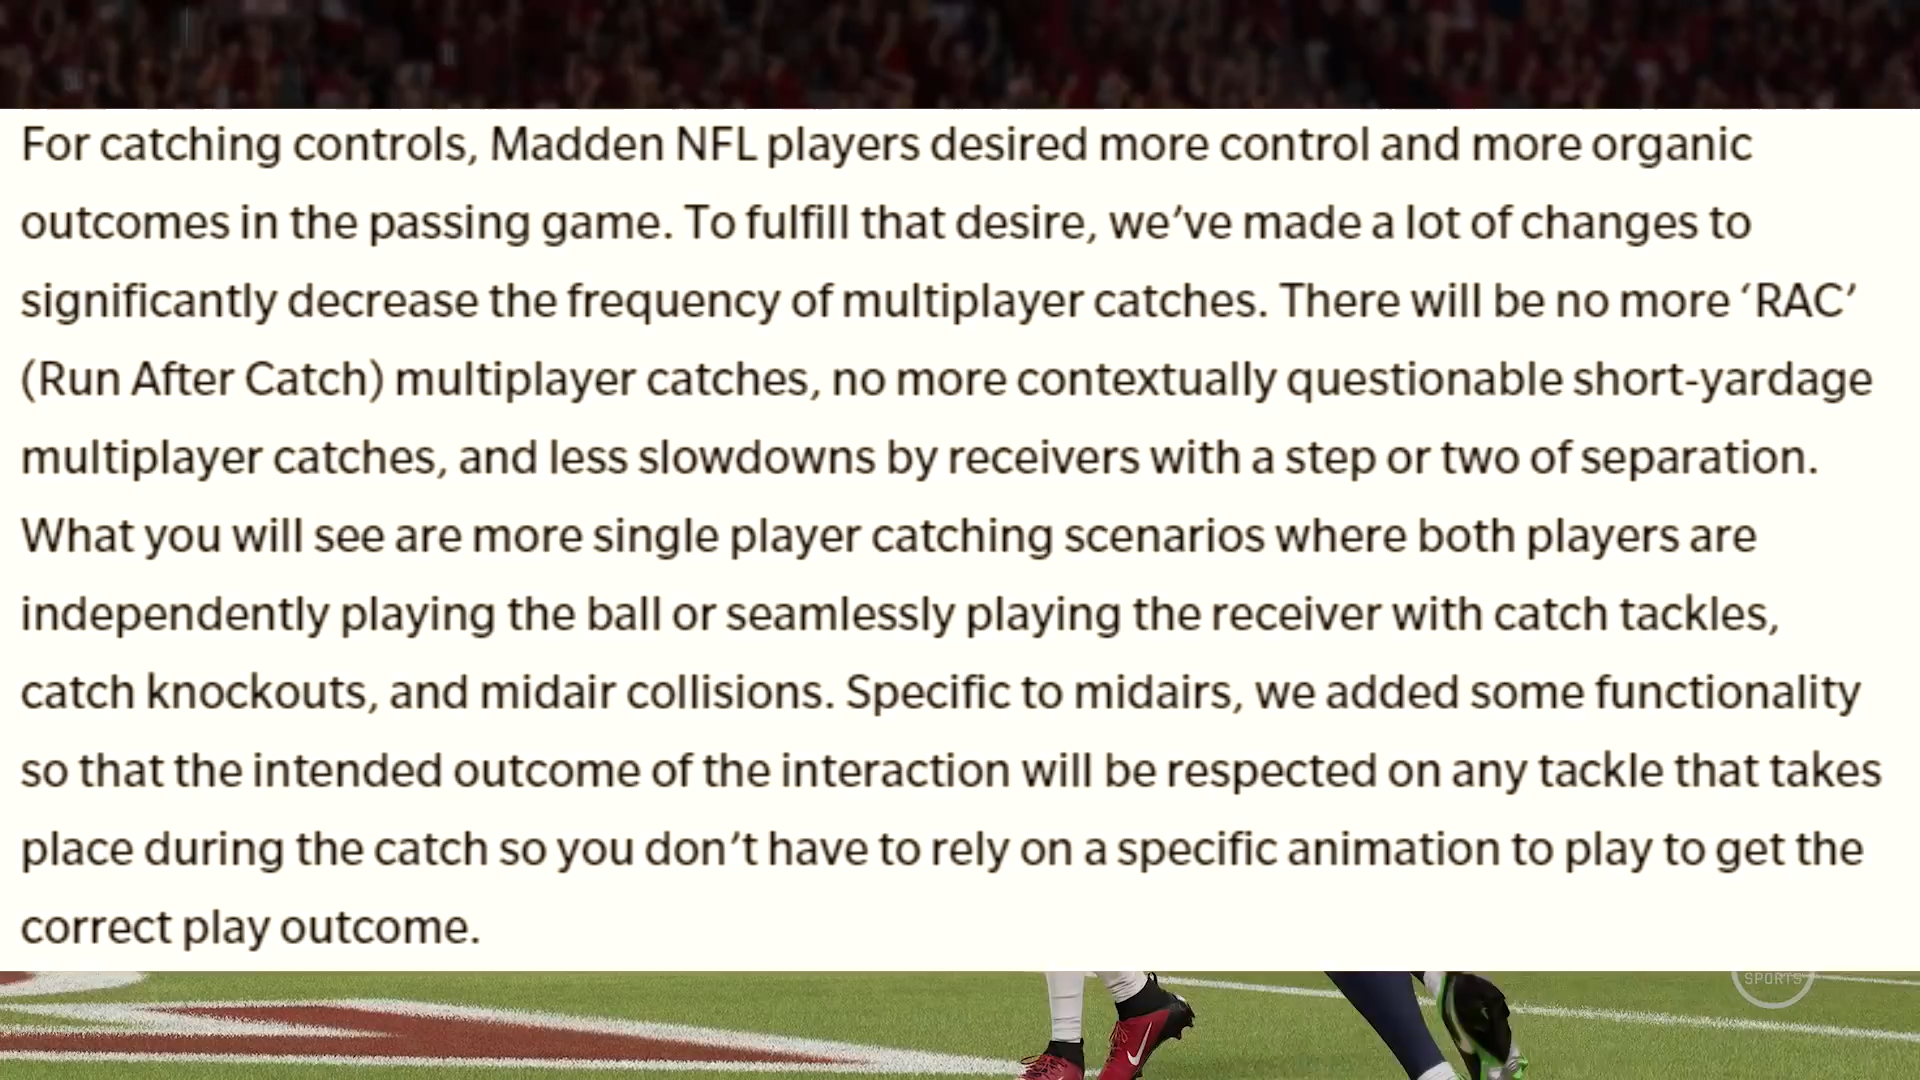 For catching controls, Madden NFL players desired more control and more organic
outcomes in the passing game. To fulfill that desire, we’ve made a lot of changes to
significantly decrease the frequency of multiplayer catches. There will be no more ‘RAC’
(Run After Catch) multiplayer catches, no more contextually questionable short-yardage
multiplayer catches, and less slowdowns by receivers with a step or two of separation.
What you will see are more single player catching scenarios where both players are
independently playing the ball or seamlessly playing the receiver with catch tackles,
catch knockouts, and midair collisions. Specific to midairs, we added some functionality
so that the intended outcome of the interaction will be respected on any tackle that takes
place during the catch so you don’t have to rely on a specific animation to play to get the
correct play outcome.
SPORTS